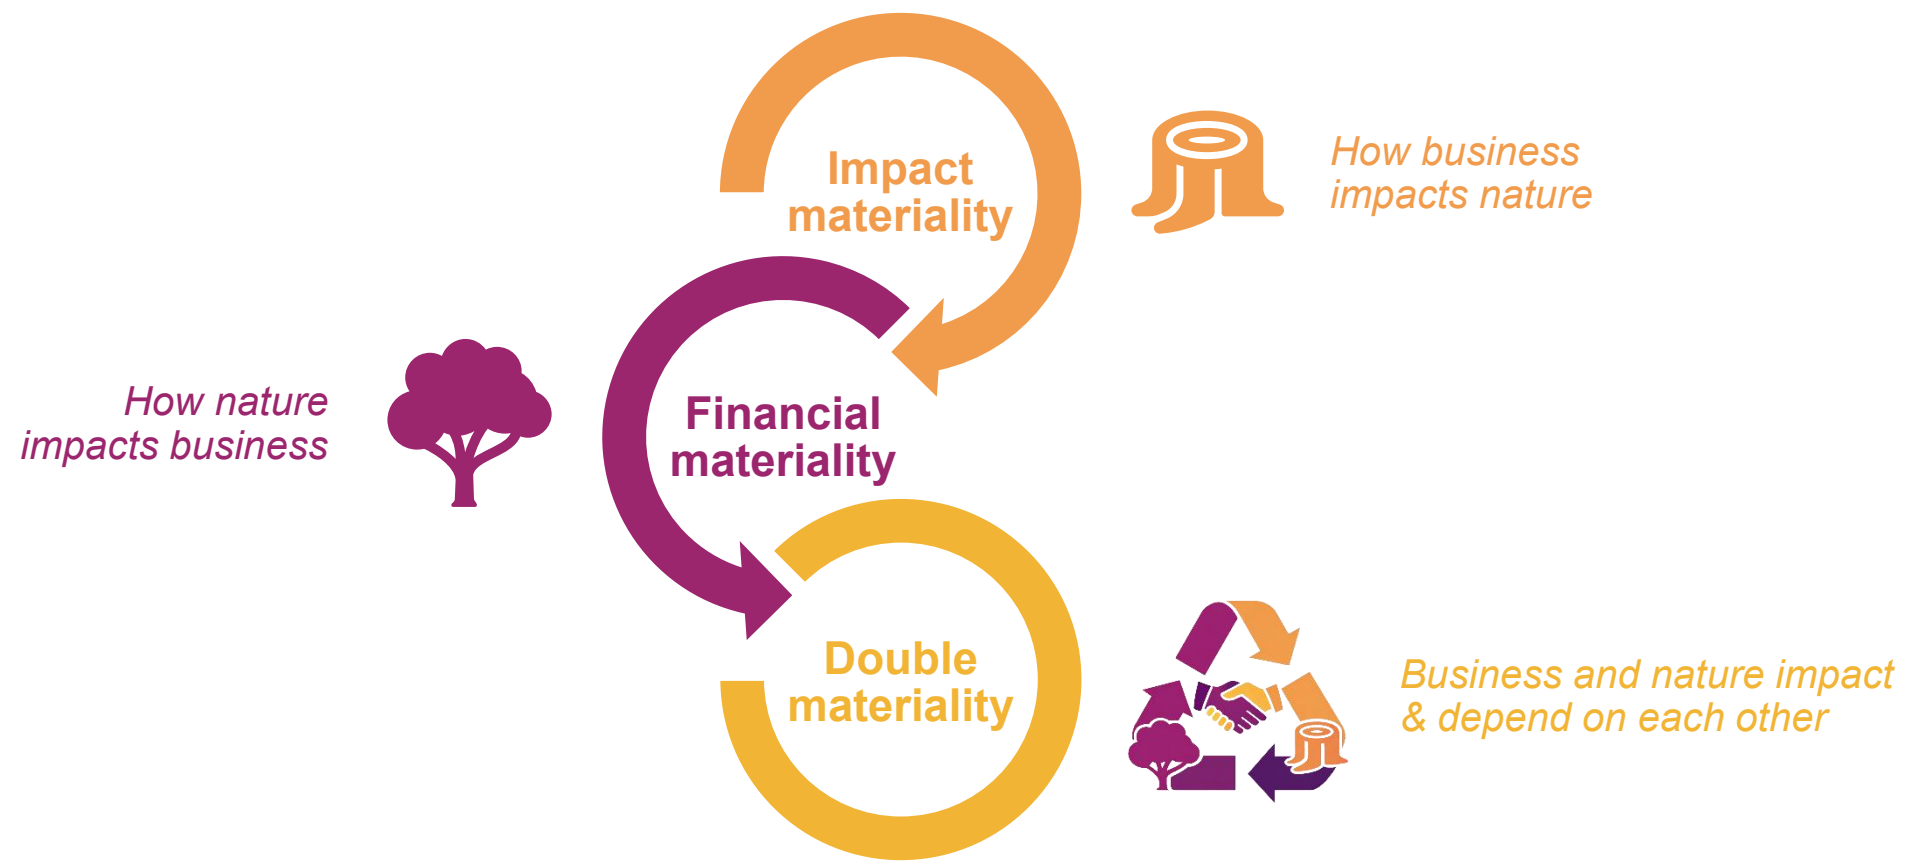 Impact
materiality
How business
impacts nature
How nature
impacts business
Financial
materiality
Double
materiality
Business and nature impact
& depend on each other